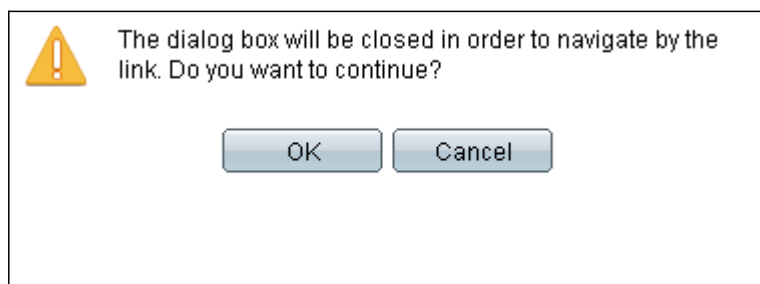 The dialog box will be closed in order to navigate by the
link. Do you want to continue?
OK Cancel